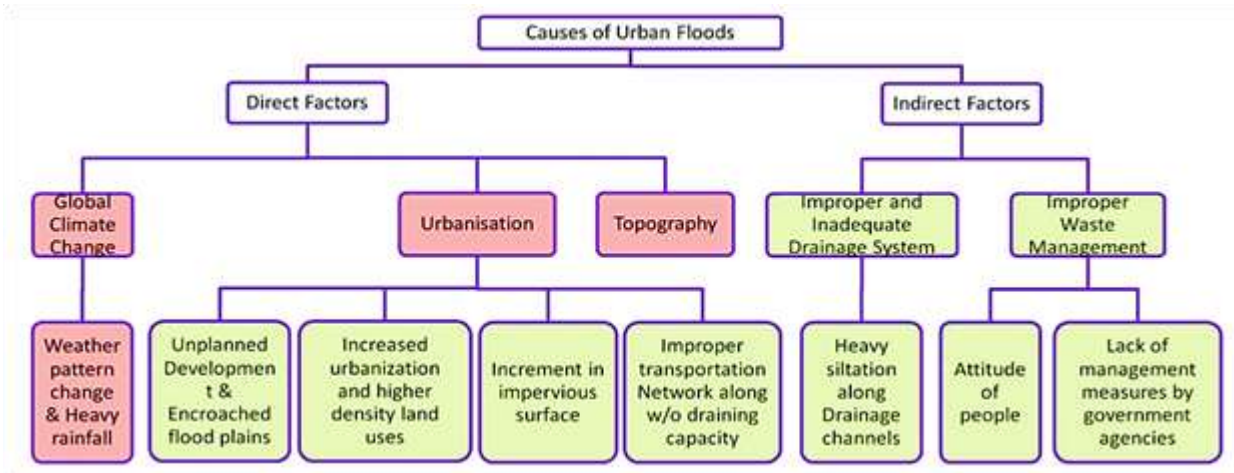 Causes of Urban Floods
Direct Factors
Indirect Factors
Global
Climate
Change
Urbanisation
Topography
Improper and
Inadequate
Drainage System
Improper
Waste
Management
Weather
pattern
change
& Heavy
rainfall
Unplanned
Developmen
t &
Encroached
flood plains
Increased
urbanization
and higher
density land
uses
Increment in
impervious
surface
Improper
transportation
Network along
w/o draining
capacity
Heavy
siltation
along
Drainage
channels
Attitude
of
people
Lack of
management
measures by
government
agencies